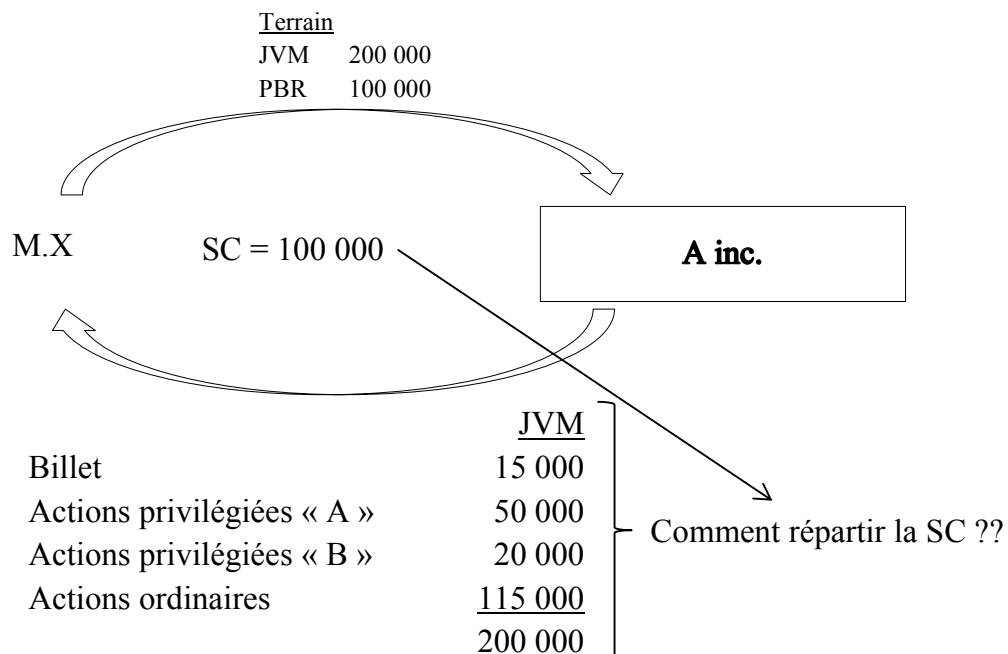 Terrain
JVM 200 000
PBR 100 000
M.X SC = 100 000 A inc.
JVM
Billet 15 000
Actions privilégiées « A » 50 000
Actions privilégiées « B » 20 000
Actions ordinaires 115 000
200 000
Comment répartir la SC ??